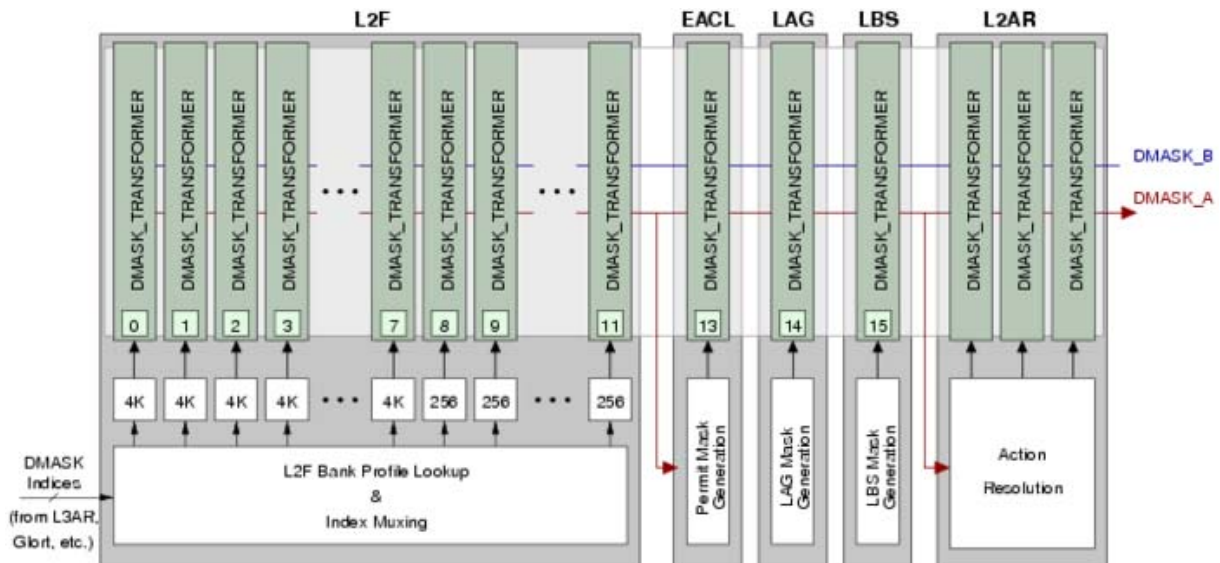 L2F EACL LAG LBS L2AR
DMASK_TRANSFORMER DMASK_TRANSFORMER DMASK_TRANSFORMER DMASK_TRANSFORMER DMASK_TRANSFORMER DMASK_TRANSFORMER DMASK_TRANSFORMER DMASK_TRANSFORMER DMASK_TRANSFORMER DMASK_TRANSFORMER DMASK_TRANSFORMER DMASK_TRANSFORMER DMASK_TRANSFORMER DMASK_TRANSFORMER
DMASK_B
DMASK_A
0 1 2 3 7 8 9 11 13 14 15
4K 4K 4K 4K 4K 256 256 256
DMASK
Indices
(from L3AR,
Glort, etc.)
L2F Bank Profile Lookup
&
Index Muxing
Permit Mask
Generation
LAG Mask
Generation
LBS Mask
Generation
Action
Resolution